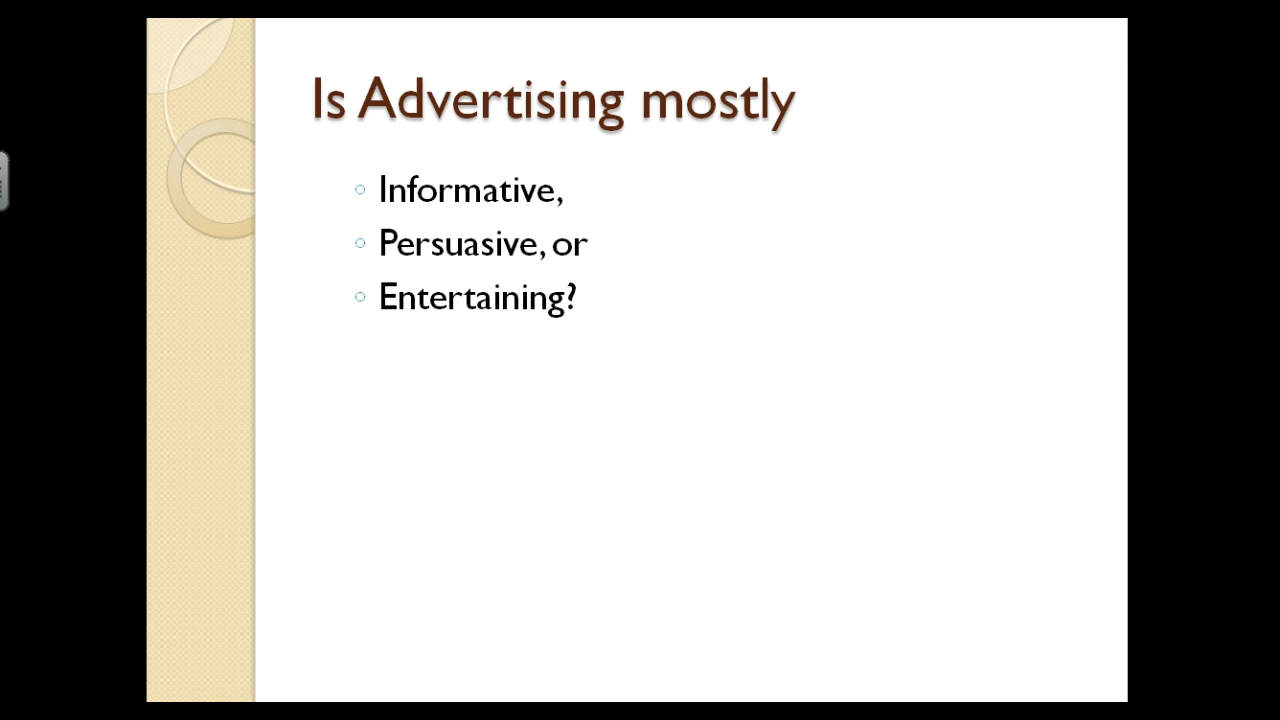 Is Advertising mostly
Informative,
Persuasive, or
Entertaining?